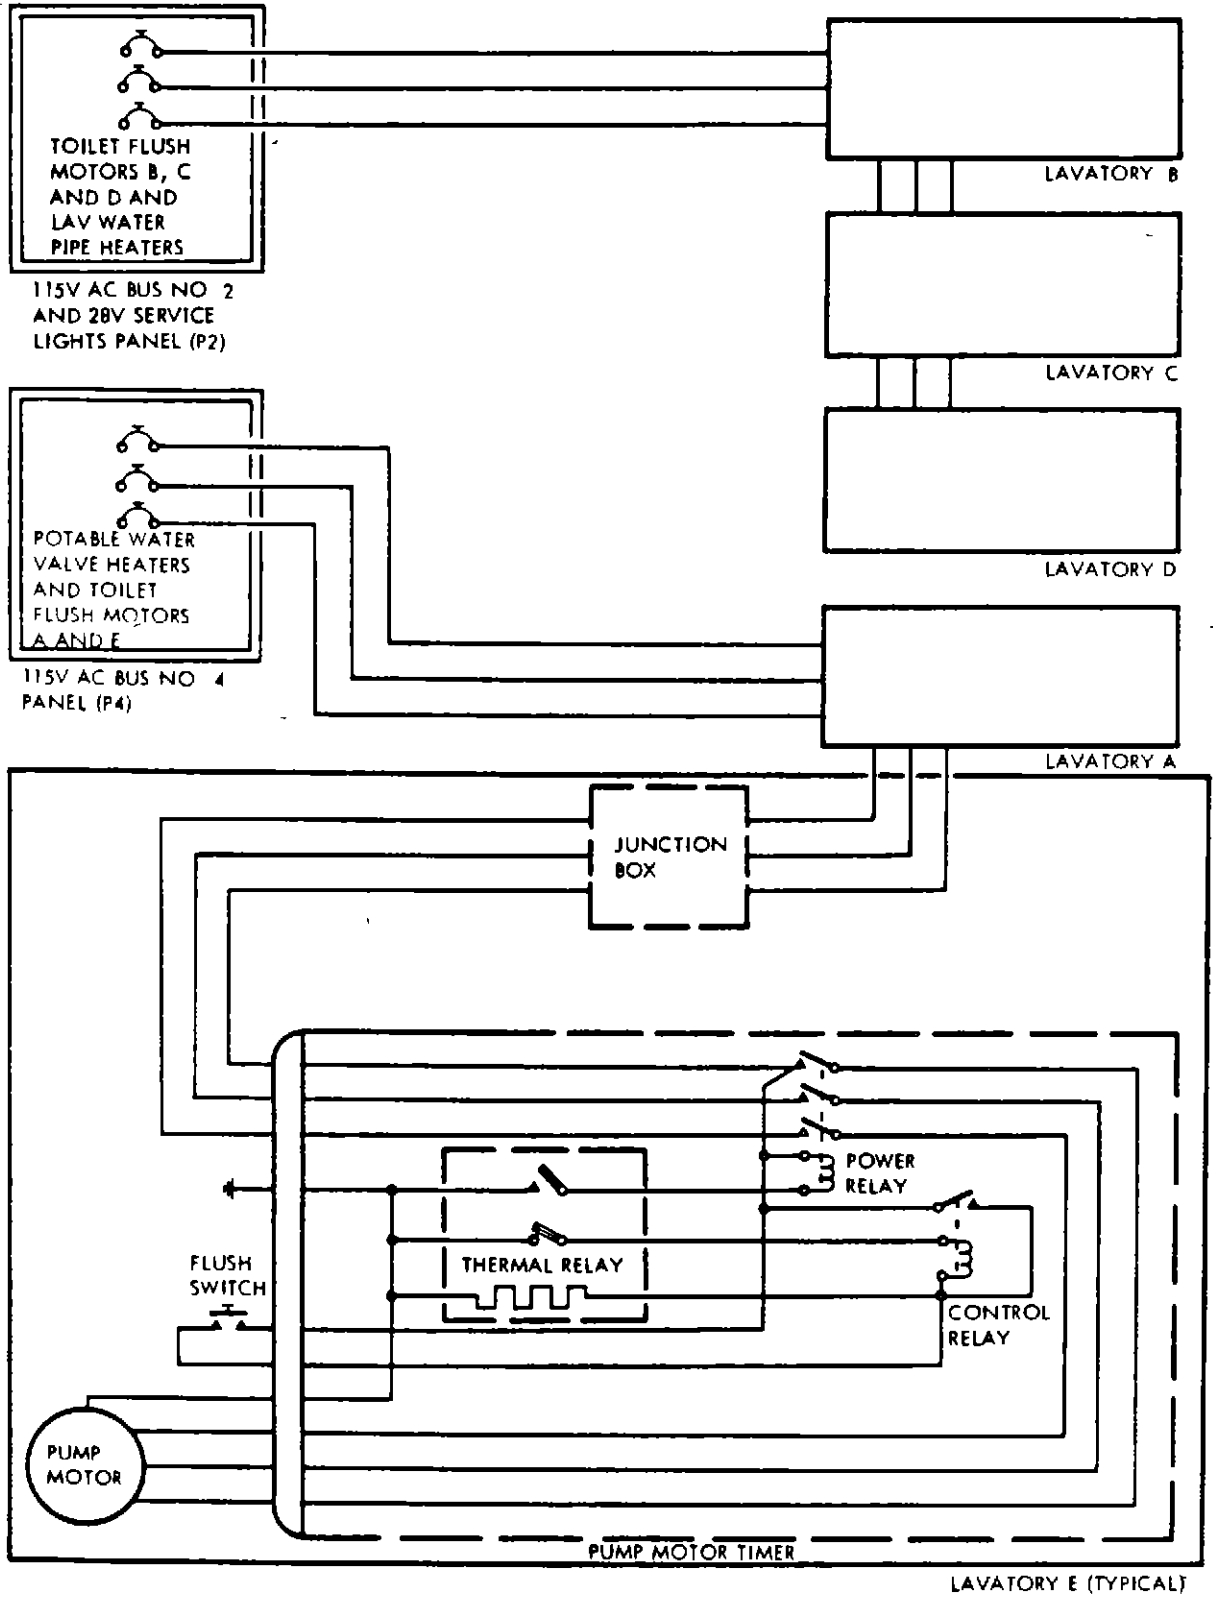 TOILET FLUSH
MOTORS B, C
AND D AND
LAV WATER
PIPE HEATERS
115V AC BUS NO 2
AND 28V SERVICE
LIGHTS PANEL (P2)
LAVATORY B
LAVATORY C
LAVATORY D
POTABLE WATER
VALVE HEATERS
AND TOILET
FLUSH MOTORS
A AND E
115V AC BUS NO 4
PANEL (P4)
LAVATORY A
JUNCTION
BOX
POWER
RELAY
THERMAL RELAY
FLUSH
SWITCH
CONTROL
RELAY
PUMP
MOTOR
PUMP MOTOR TIMER
LAVATORY E (TYPICAL)